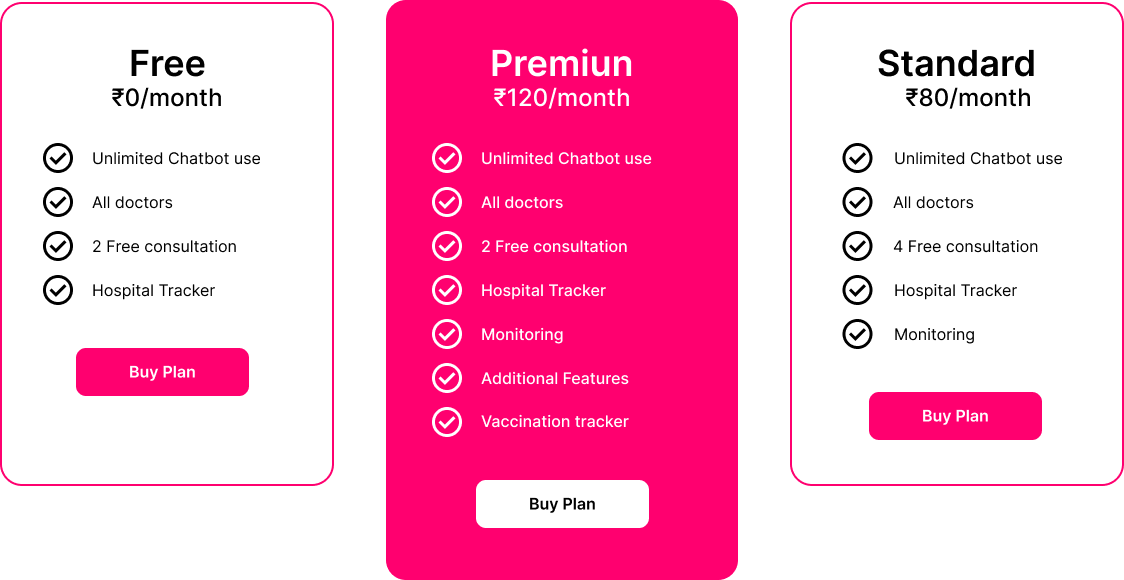 Free
₹0/month
Unlimited Chatbot use
All doctors
2 Free consultation
Hospital Tracker
Buy Plan
Premiun
₹120/month
Unlimited Chatbot use
All doctors
2 Free consultation
Hospital Tracker
Monitoring
Additional Features
Vaccination tracker
Buy Plan
Standard
₹80/month
Unlimited Chatbot use
All doctors
4 Free consultation
Hospital Tracker
Monitoring
Buy Plan